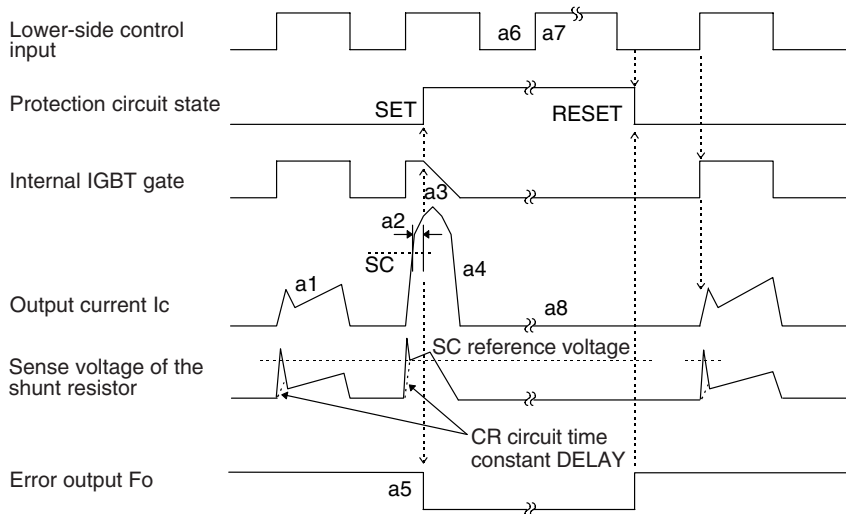 Lower-side control
input
a6
a7
Protection circuit state
SET
RESET
Internal IGBT gate
a3
a2
SC
a4
a1
Output current Ic
a8
SC reference voltage
Sense voltage of the
shunt resistor
CR circuit time
constant DELAY
Error output Fo
a5